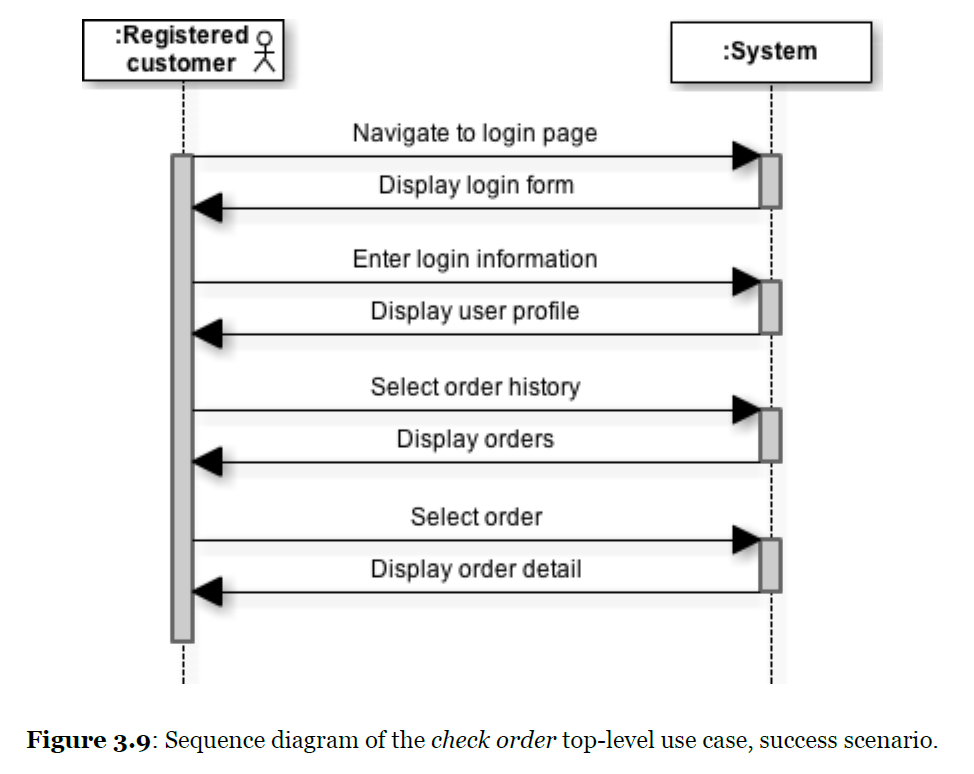 :Registered
customer
:System
Navigate to login page
Display login form
Enter login information
Display user profile
Select order history
Display orders
Select order
Display order detail
Figure 3.9: Sequence diagram of the check order top-level use case, success scenario.